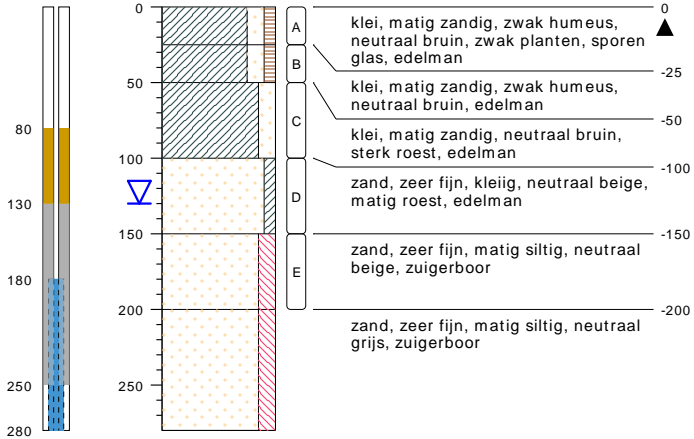 0
50
100
150
200
250
80
130
180
250
280
A
B
C
D
E
klei, matig zandig, zwak humeus,
neutraal bruin, zwak planten, sporen
glas, edelman
klei, matig zandig, zwak humeus,
neutraal bruin, edelman
klei, matig zandig, neutraal bruin,
sterk roest, edelman
zand, zeer fijn, kleiig, neutraal beige,
matig roest, edelman
zand, zeer fijn, matig siltig, neutraal
beige, zuigerboor
zand, zeer fijn, matig siltig, neutraal
grijs, zuigerboor
0
-25
-50
-100
-150
-200